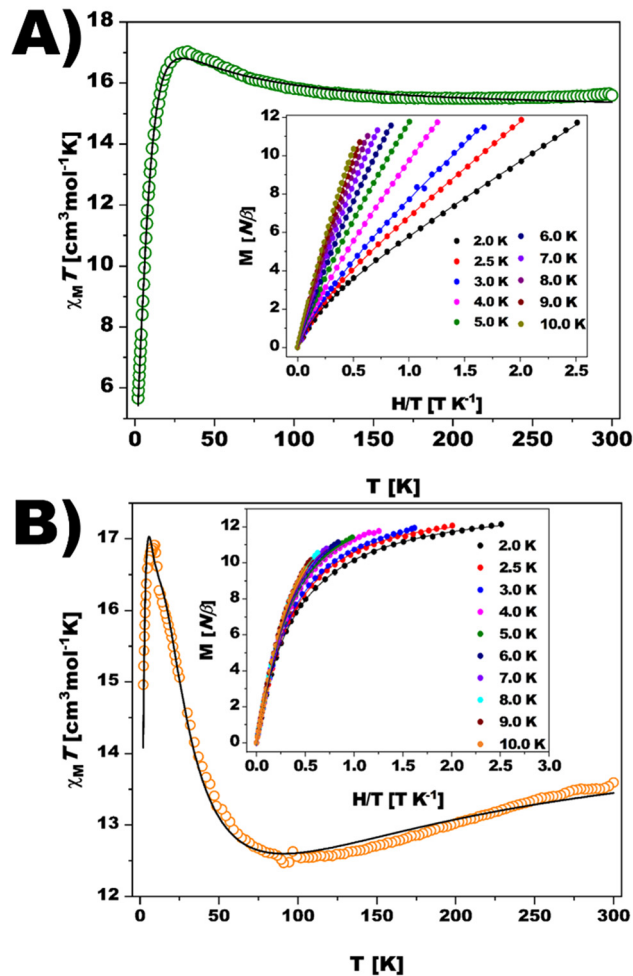 A)
18
16
14
12
10
8
6
χM T [cm³mol⁻¹K]
0 50 100 150 200 250 300
T [K]
12
10
8
6
4
2
0
M [Nβ]
0.0 0.5 1.0 1.5 2.0 2.5
H/T [T K⁻¹]
2.0 K 6.0 K
2.5 K 7.0 K
3.0 K 8.0 K
4.0 K 9.0 K
5.0 K 10.0 K
B)
17
16
15
14
13
12
χM T [cm³mol⁻¹K]
0 50 100 150 200 250 300
T [K]
12
10
8
6
4
2
0
M [Nβ]
0.0 0.5 1.0 1.5 2.0 2.5 3.0
H/T [T K⁻¹]
2.0 K
2.5 K
3.0 K
4.0 K
5.0 K
6.0 K
7.0 K
8.0 K
9.0 K
10.0 K